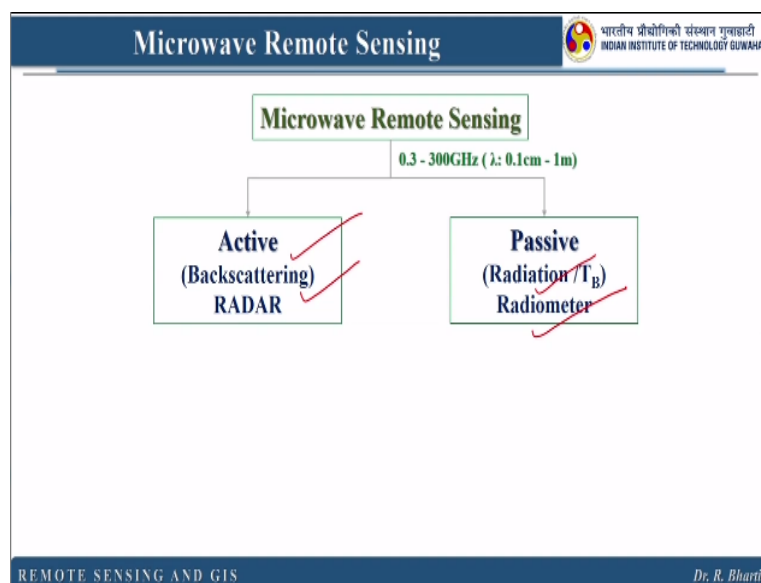 Microwave Remote Sensing
भारतीय प्रौद्योगिकी संस्थान गुवाहाटी
INDIAN INSTITUTE OF TECHNOLOGY GUWAHA
Microwave Remote Sensing
0.3 - 300GHz ( λ: 0.1cm - 1m)
Active
(Backscattering)
RADAR
Passive
(Radiation /T_B)
Radiometer
REMOTE SENSING AND GIS
Dr. R. Bharti